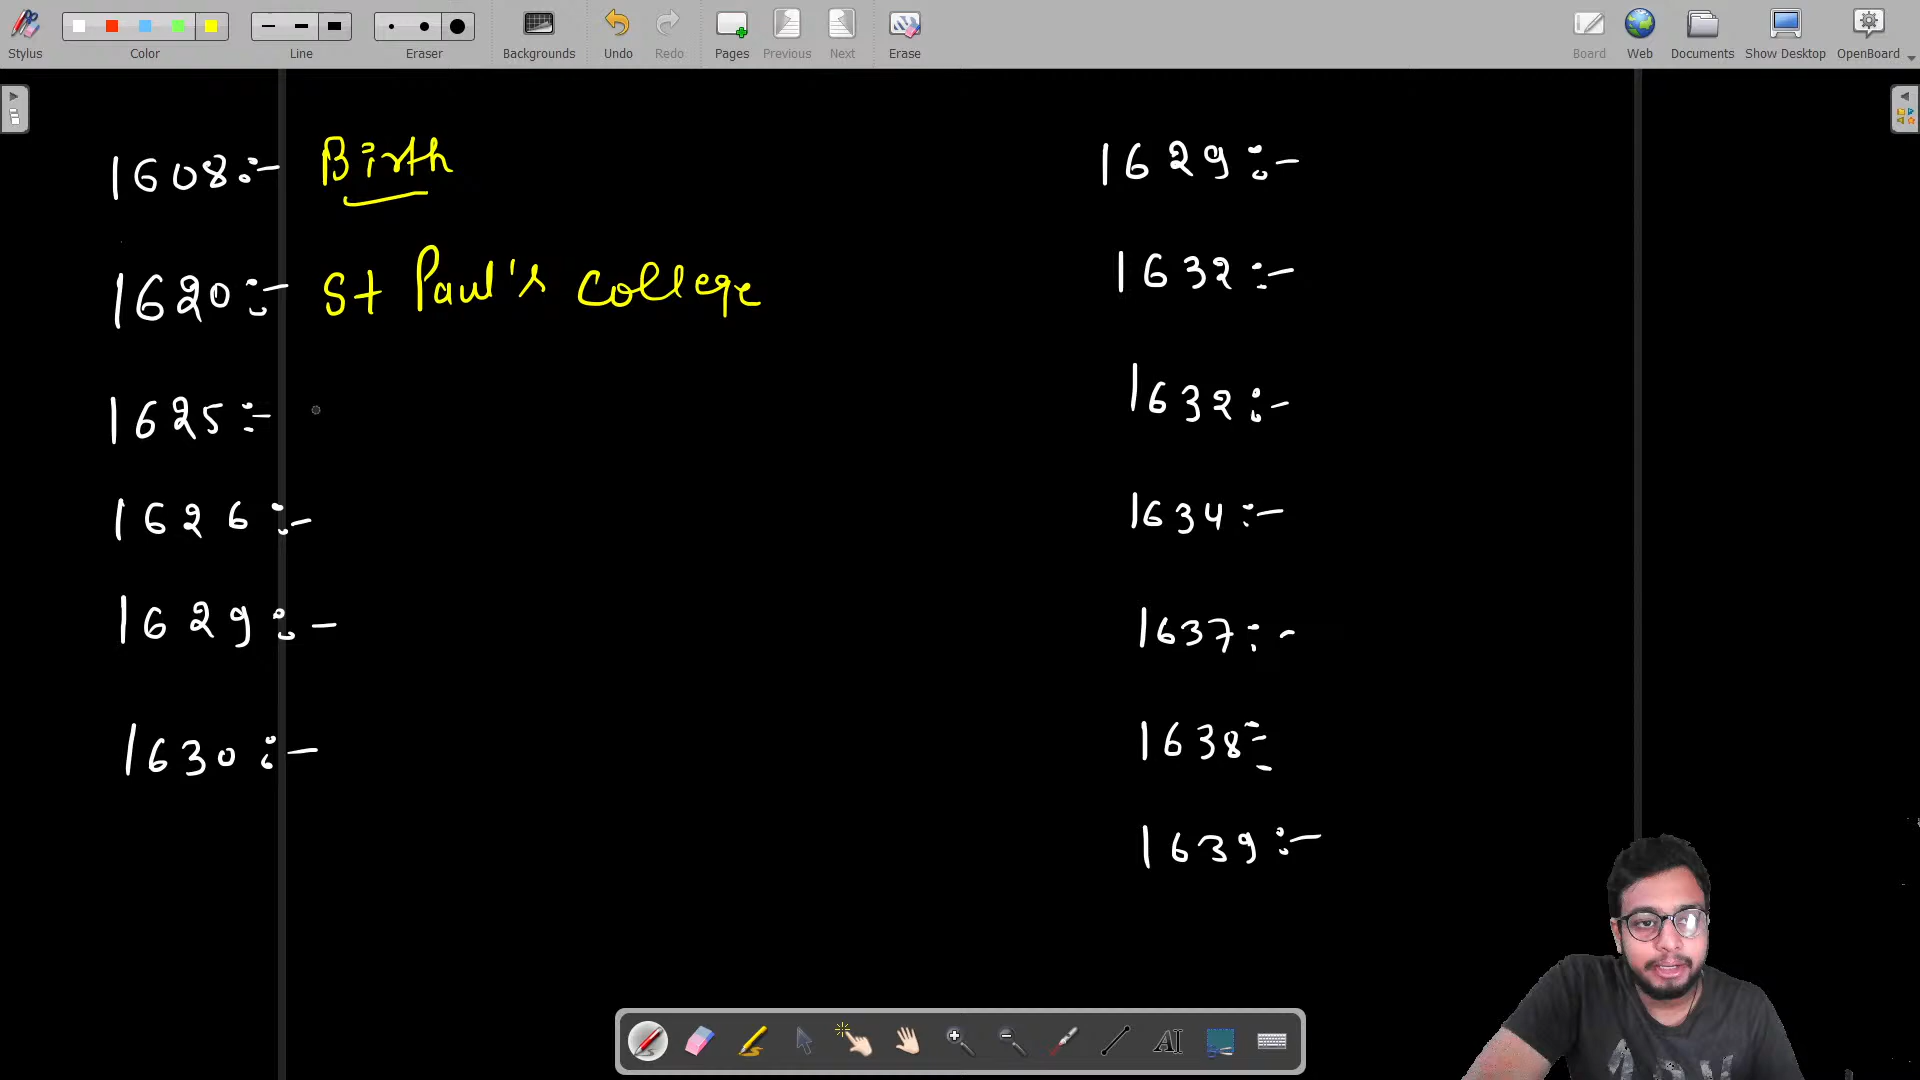 Stylus
Color
Line
Eraser
Backgrounds
Undo
Redo
Pages
Previous
Next
Erase
Board
Web
Documents
Show Desktop
OpenBoard
1608:- Birth
1620:- St Paul's college
1625:-
1626:-
1629:-
1630:-
1629:-
1632:-
1632:-
1634:-
1637:-
1638:-
1639:-
AI